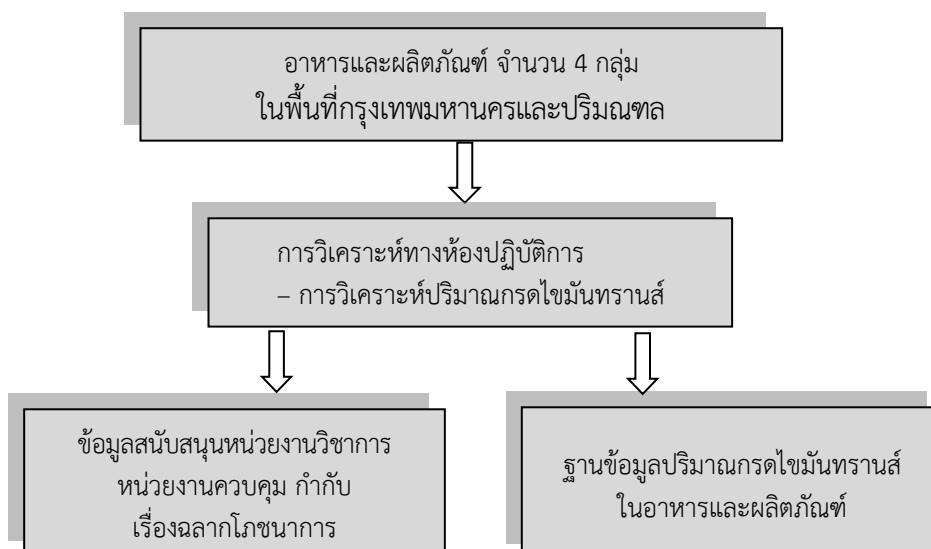 อาหารและผลิตภัณฑ์ จำนวน 4 กลุ่ม
ในพื้นที่กรุงเทพมหานครและปริมณฑล
การวิเคราะห์ทางห้องปฏิบัติการ
– การวิเคราะห์ปริมาณกรดไขมันทรานส์
ข้อมูลสนับสนุนหน่วยงานวิชาการ
หน่วยงานควบคุม กำกับ
เรื่องฉลากโภชนาการ
ฐานข้อมูลปริมาณกรดไขมันทรานส์
ในอาหารและผลิตภัณฑ์